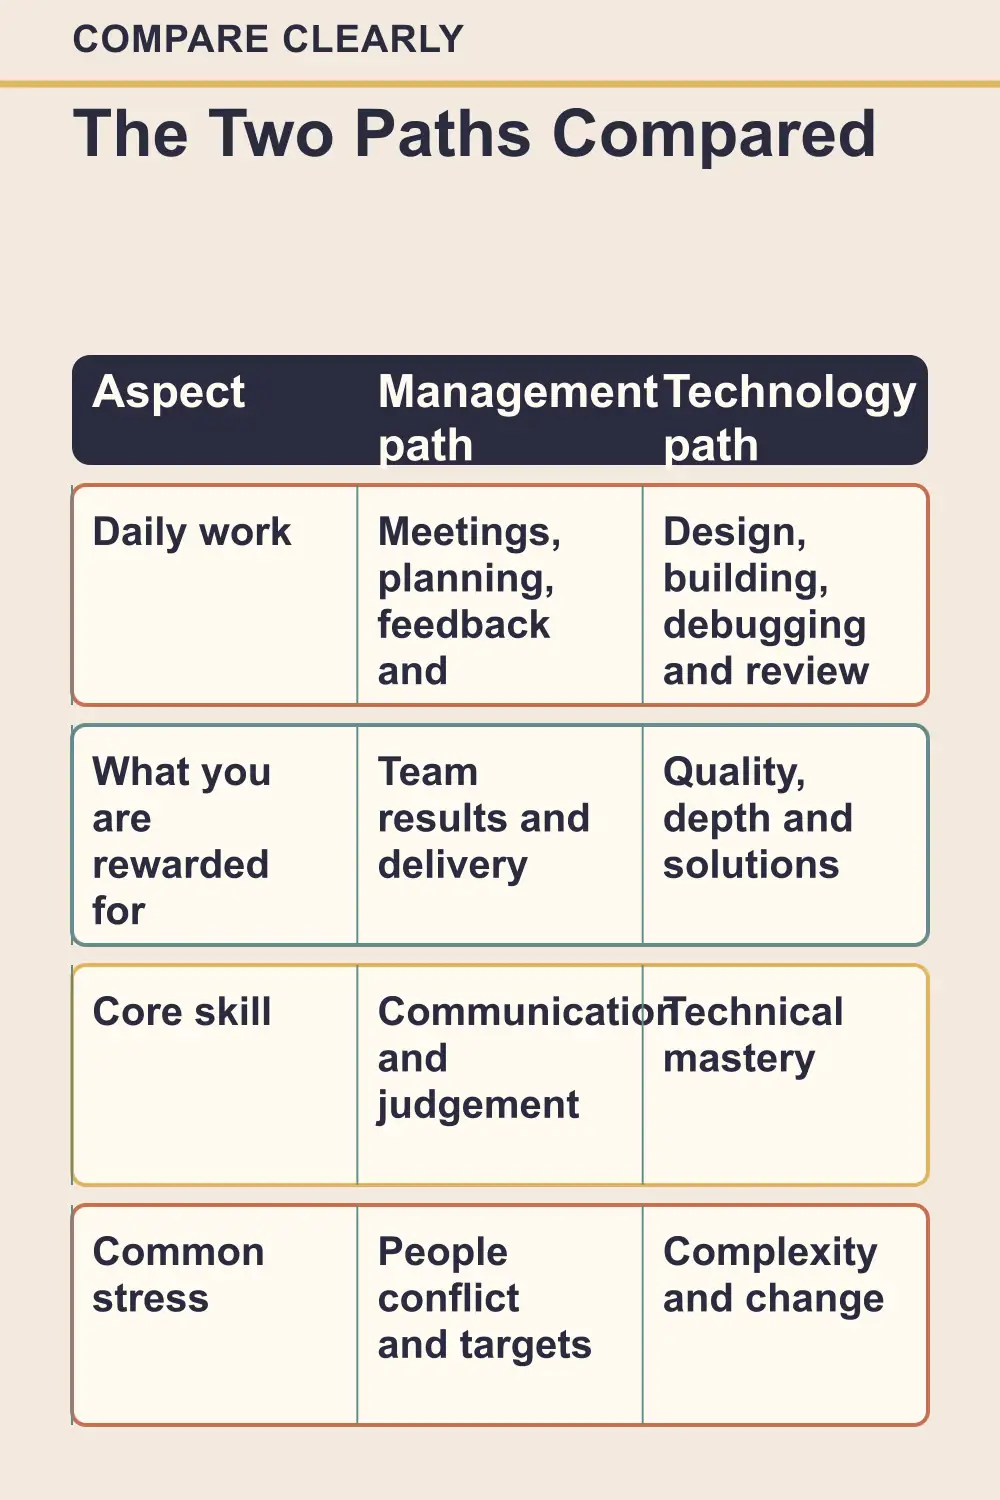 COMPARE CLEARLY
The Two Paths Compared
Aspect
Management
path
Technology
path
Daily work
Meetings,
planning,
feedback
and
Design,
building,
debugging
and review
What you
are
rewarded
for
Team
results and
delivery
Quality,
depth and
solutions
Core skill
Communication
and
judgement
Technical
mastery
Common
stress
People
conflict
and targets
Complexity
and change